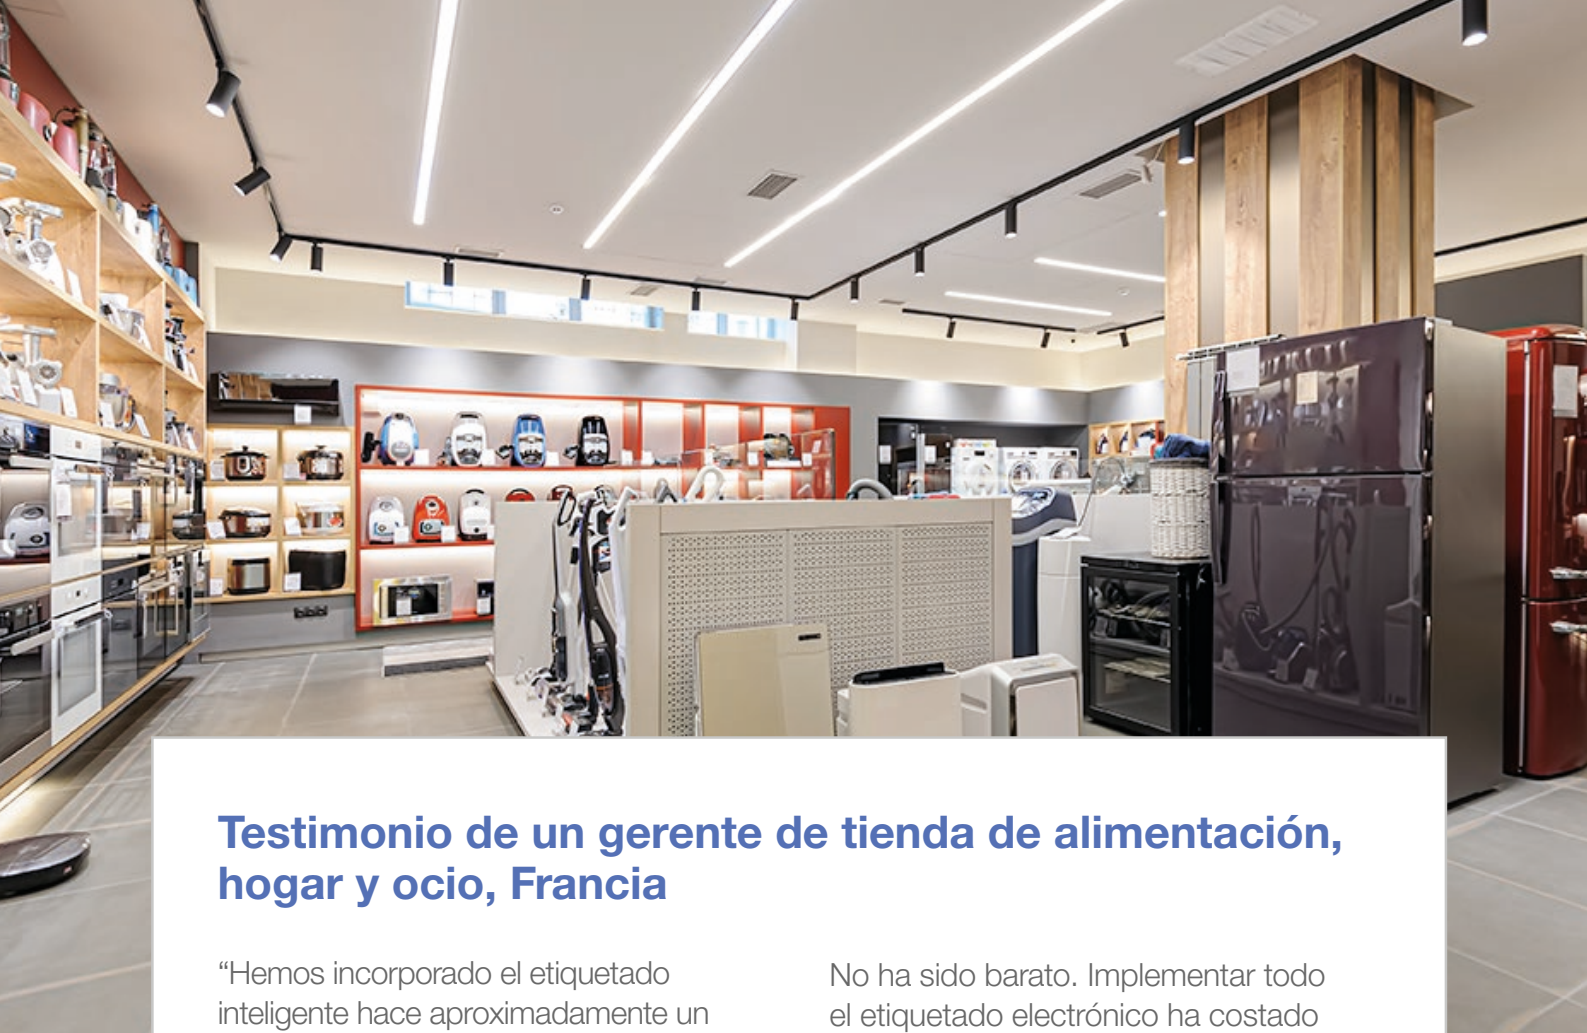 Testimonio de un gerente de tienda de alimentación,
hogar y ocio, Francia
“Hemos incorporado el etiquetado
inteligente hace aproximadamente un
No ha sido barato. Implementar todo
el etiquetado electrónico ha costado